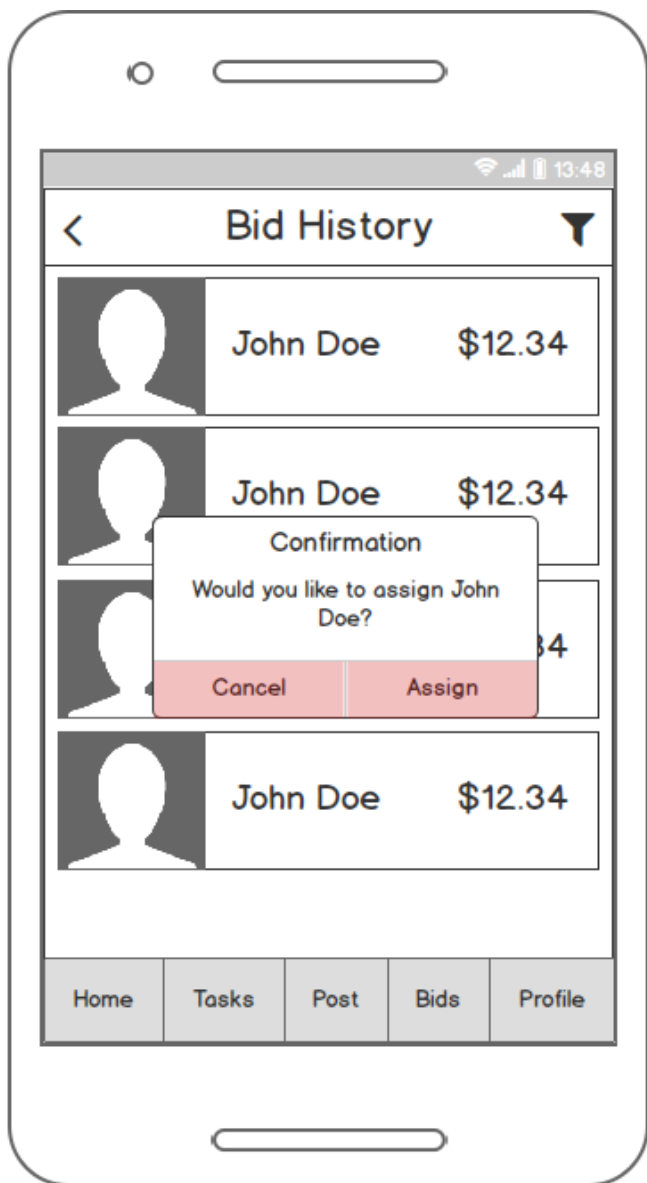 13:48
Bid History
John Doe $12.34
John Doe $12.34
Confirmation
Would you like to assign John
Doe?
34
Cancel Assign
John Doe $12.34
Home Tasks Post Bids Profile